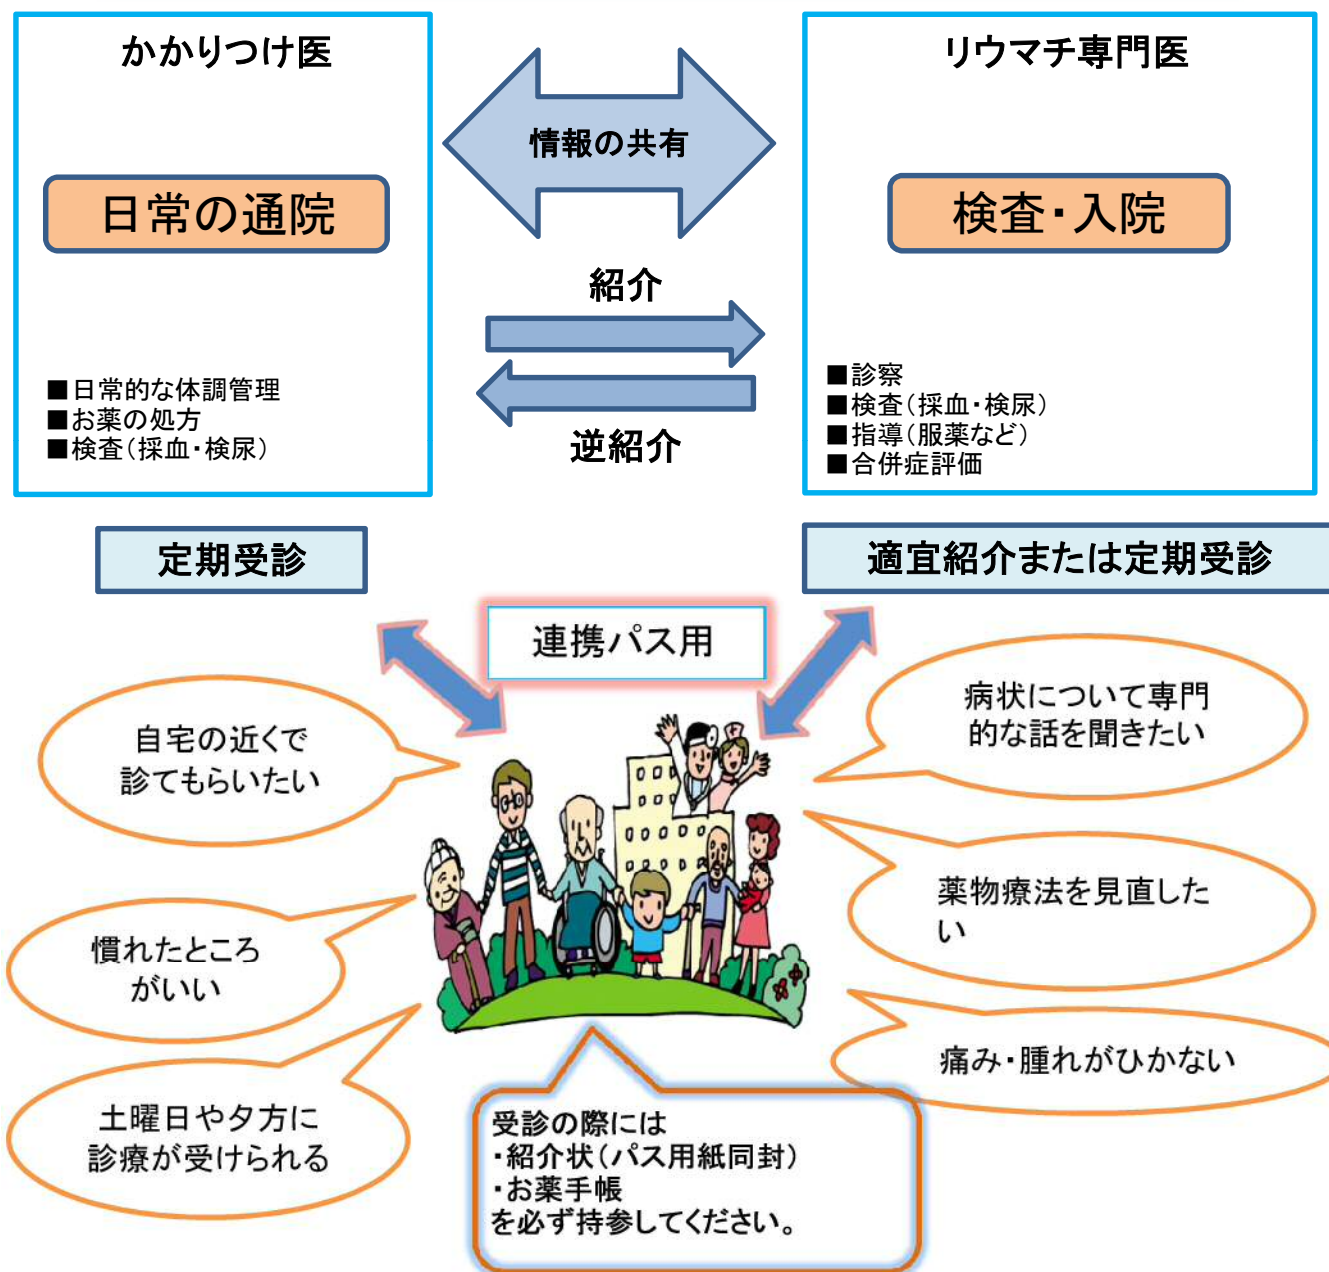 かかりつけ医
日常の通院
■日常的な体調管理
■お薬の処方
■検査(採血・検尿)
情報の共有
紹介
逆紹介
リウマチ専門医
検査・入院
■診察
■検査(採血・検尿)
■指導(服薬など)
■合併症評価
定期受診
適宜紹介または定期受診
連携パス用
自宅の近くで
診てもらいたい
慣れたところ
がいい
土曜日や夕方に
診療が受けられる
病状について専門
的な話を聞きたい
薬物療法を見直した
い
痛み・腫れがひかない
受診の際には
・紹介状(パス用紙同封)
・お薬手帳
を必ず持参してください。